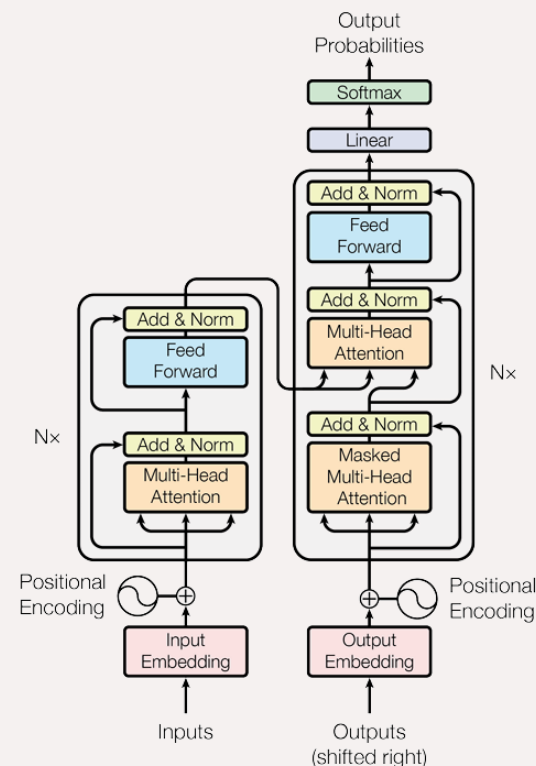 Output
Probabilities
Softmax
Linear
Add & Norm
Feed
Forward
Add & Norm
Multi-Head
Attention
Add & Norm
Masked
Multi-Head
Attention
N×
Add & Norm
Feed
Forward
N×
Add & Norm
Multi-Head
Attention
Positional
Encoding
Positional
Encoding
Input
Embedding
Output
Embedding
Inputs
Outputs
(shifted right)